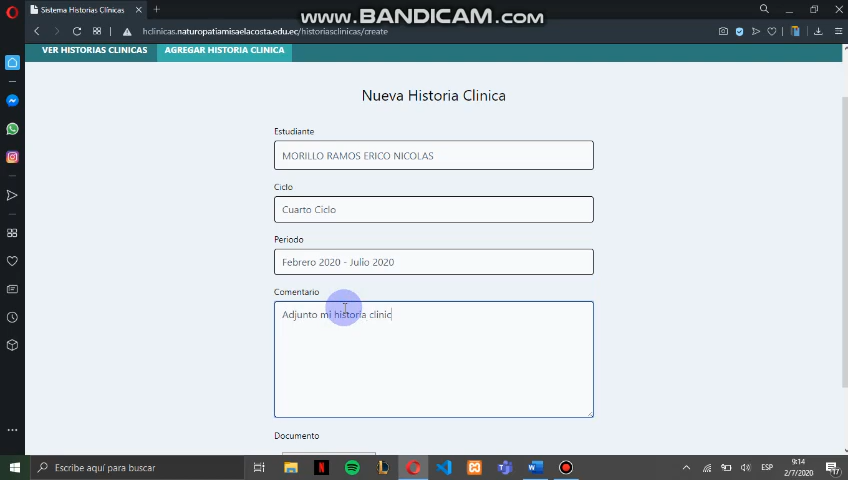 Sistema Historias Clínicas
www.BANDICAM.com
hclinicas.naturopatiamisaelacosta.edu.ec/historiasclinicas/create
VER HISTORIAS CLINICAS
AGREGAR HISTORIA CLINICA
Nueva Historia Clinica
Estudiante
MORILLO RAMOS ERICO NICOLAS
Ciclo
Cuarto Ciclo
Periodo
Febrero 2020 - Julio 2020
Comentario
Adjunto mi historia clinic
Documento
Escribe aquí para buscar
ESP
9:14
2/7/2020
17